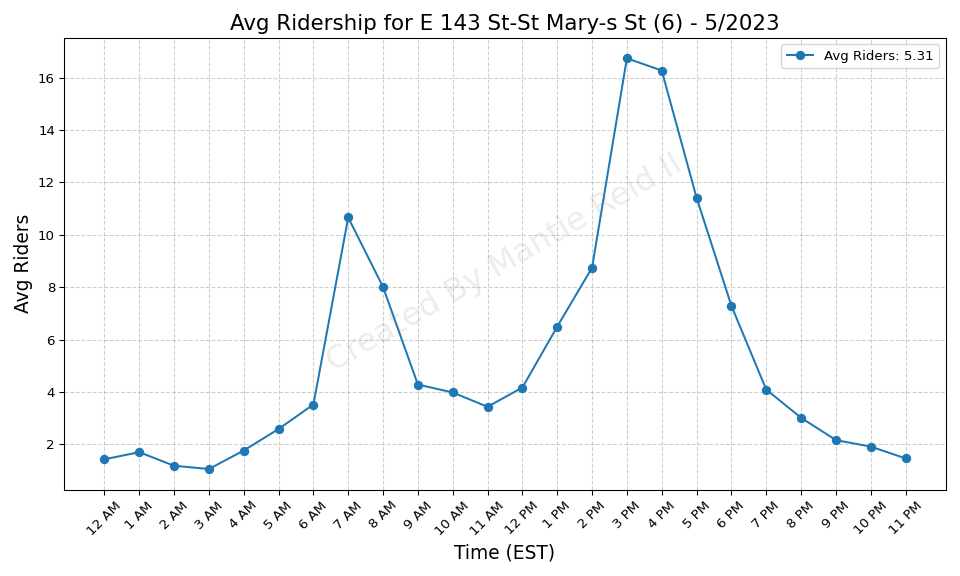 Avg Ridership for E 143 St-St Mary-s St (6) - 5/2023
Avg Riders: 5.31
Avg Riders
16
14
12
10
8
6
4
2
Created By Mantie Reid II
12 AM
1 AM
2 AM
3 AM
4 AM
5 AM
6 AM
7 AM
8 AM
9 AM
10 AM
11 AM
12 PM
1 PM
2 PM
3 PM
4 PM
5 PM
6 PM
7 PM
8 PM
9 PM
10 PM
11 PM
Time (EST)